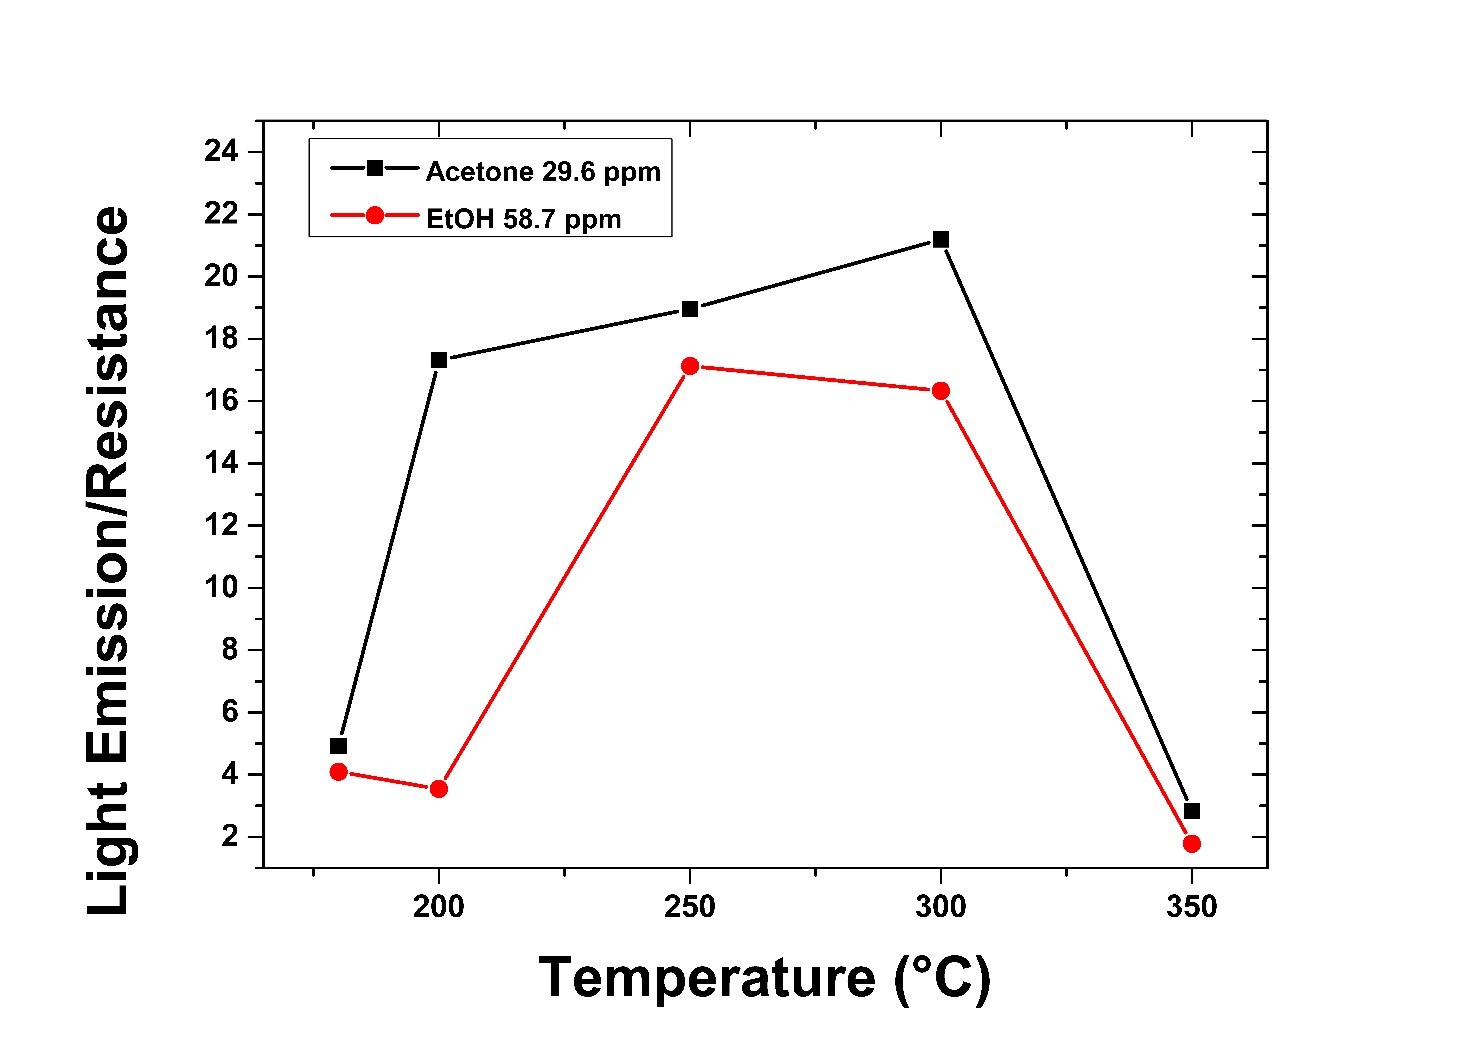 Acetone 29.6 ppm
EtOH 58.7 ppm
Light Emission/Resistance
24
22
20
18
16
14
12
10
8
6
4
2
200 250 300 350
Temperature (°C)